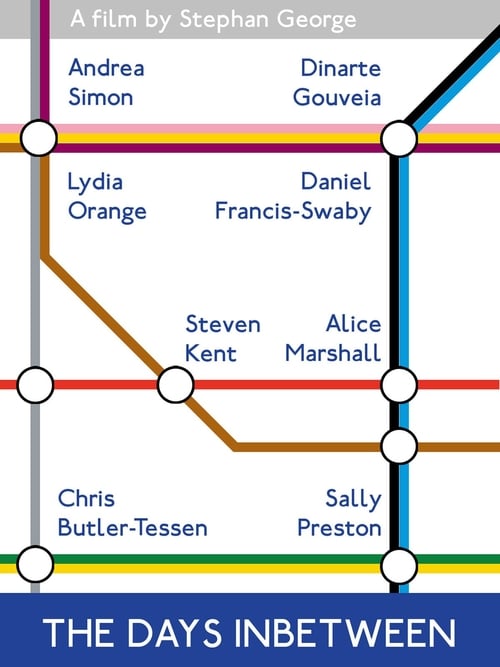 A film by Stephan George
Andrea
Simon
Dinarte
Gouveia
Lydia
Orange
Daniel
Francis-Swaby
Steven
Kent
Alice
Marshall
Chris
Butler-Tessen
Sally
Preston
THE DAYS INBETWEEN